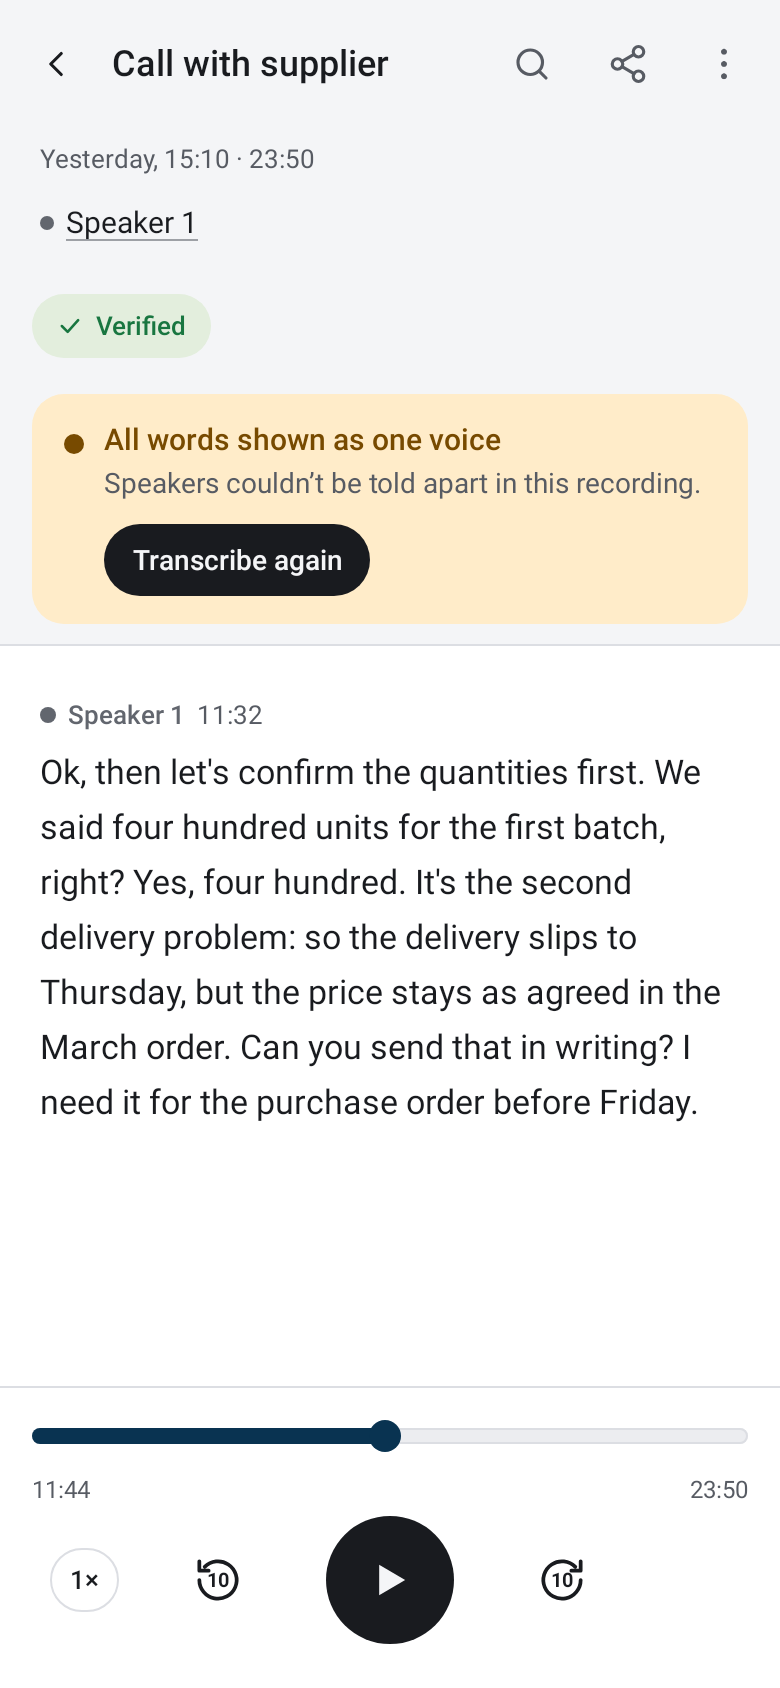 Call with supplier
Yesterday, 15:10 · 23:50
Speaker 1
Verified
All words shown as one voice
Speakers couldn’t be told apart in this recording.
Transcribe again
Speaker 1 11:32
Ok, then let's confirm the quantities first. We
said four hundred units for the first batch,
right? Yes, four hundred. It's the second
delivery problem: so the delivery slips to
Thursday, but the price stays as agreed in the
March order. Can you send that in writing? I
need it for the purchase order before Friday.
11:44 23:50
1× 10 10